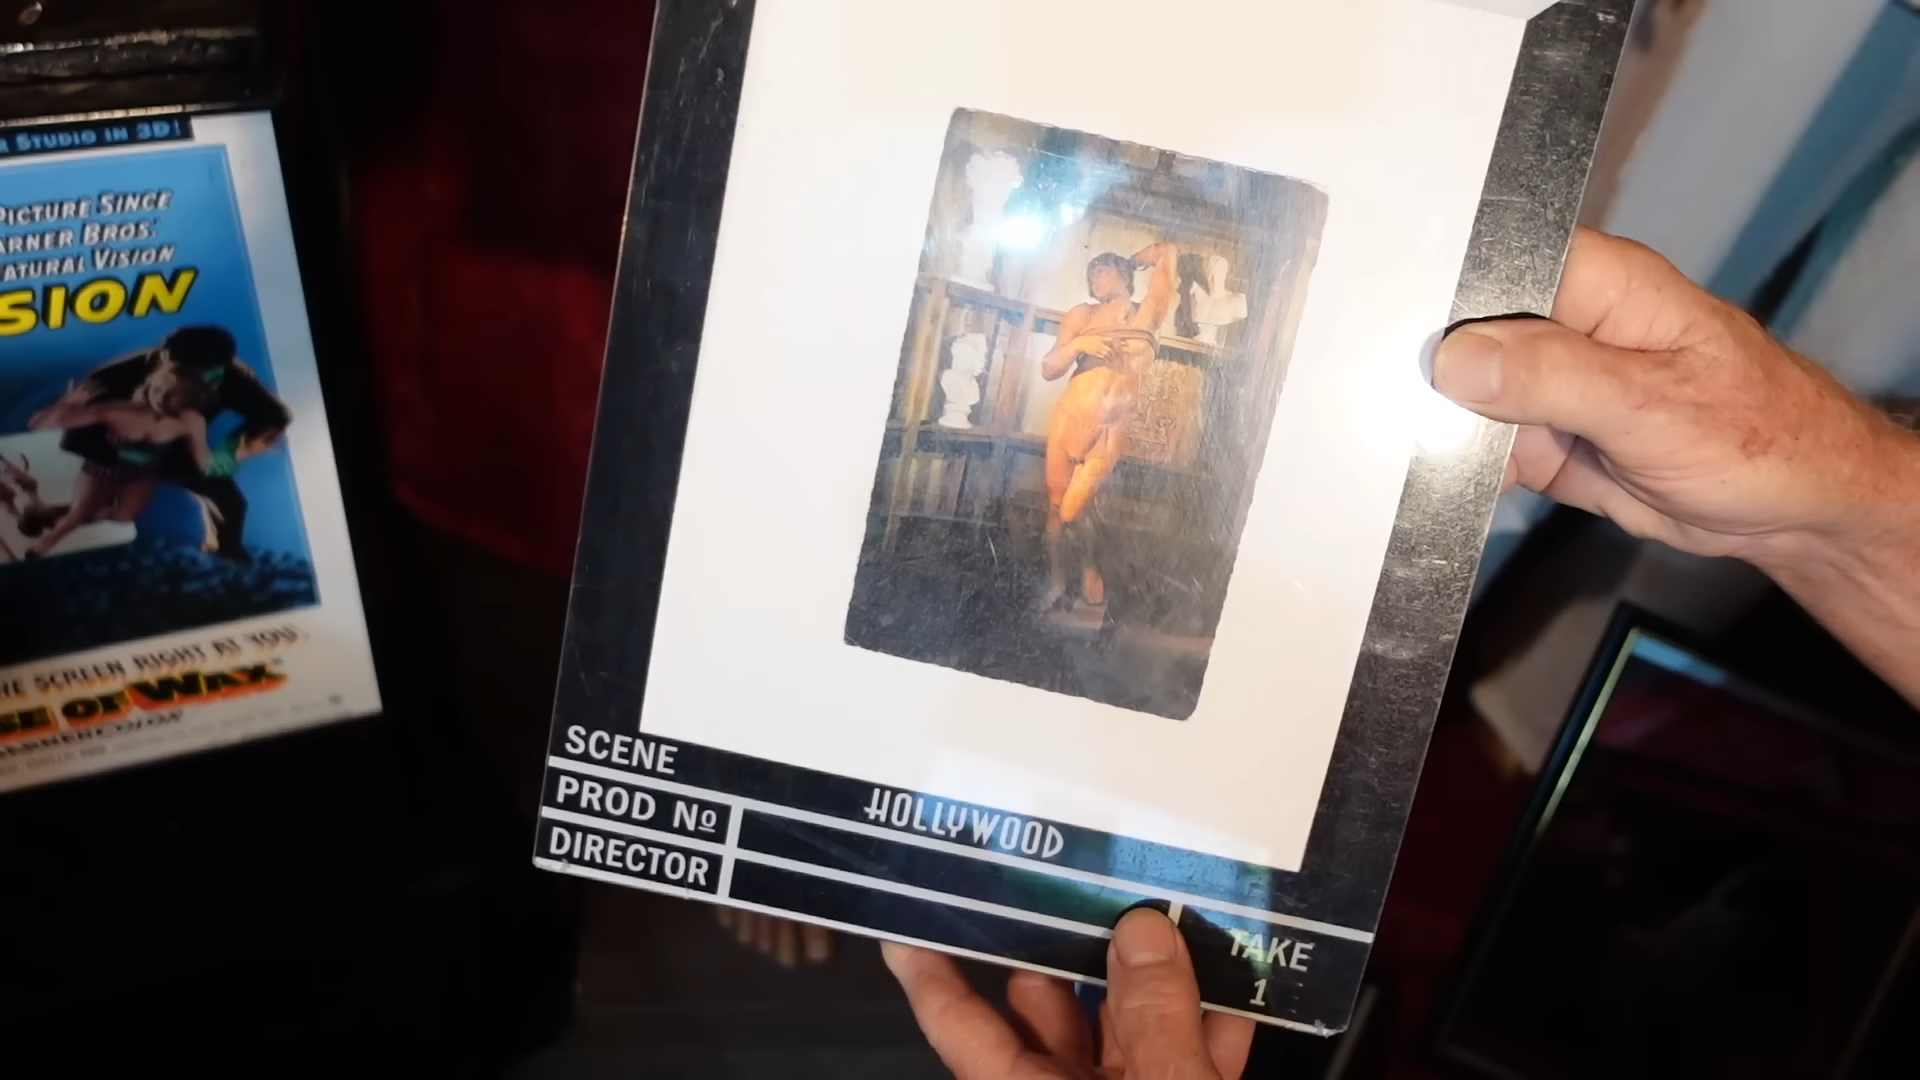 STUDIO IN 3D!
PICTURE SINCE
ARNER BROS.'
ATURAL VISION
SION
SCREEN RIGHT AT YOU
SE OF WAX
SCENE
PROD Nº
DIRECTOR
HOLLYWOOD
TAKE
1